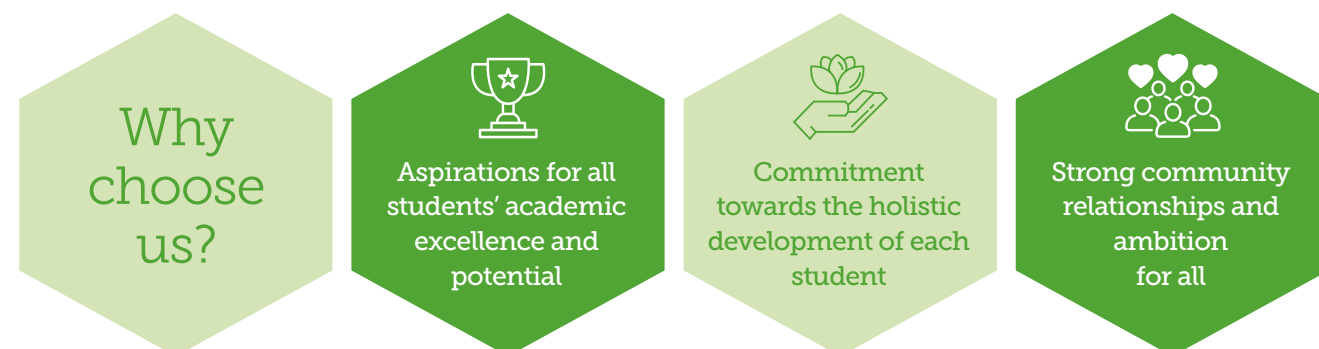 Why
choose
us?
Aspirations for all
students’ academic
excellence and
potential
Commitment
towards the holistic
development of each
student
Strong community
relationships and
ambition
for all